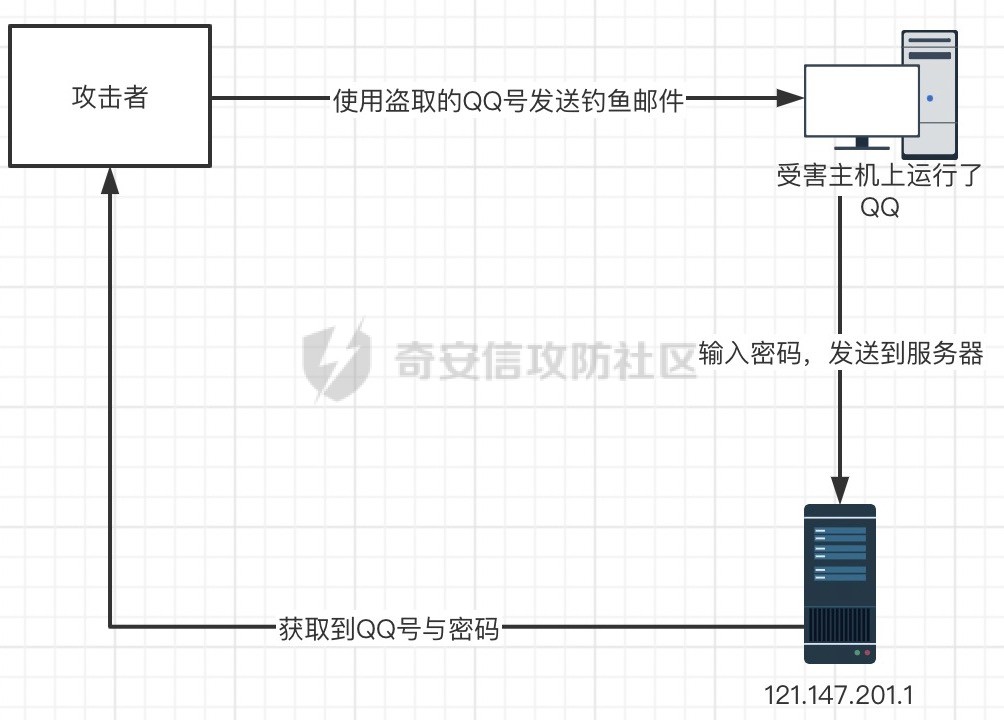 攻击者
使用盗取的QQ号发送钓鱼邮件
受害主机上运行了
QQ
奇安信攻防社区
输入密码，发送到服务器
获取到QQ号与密码
121.147.201.1